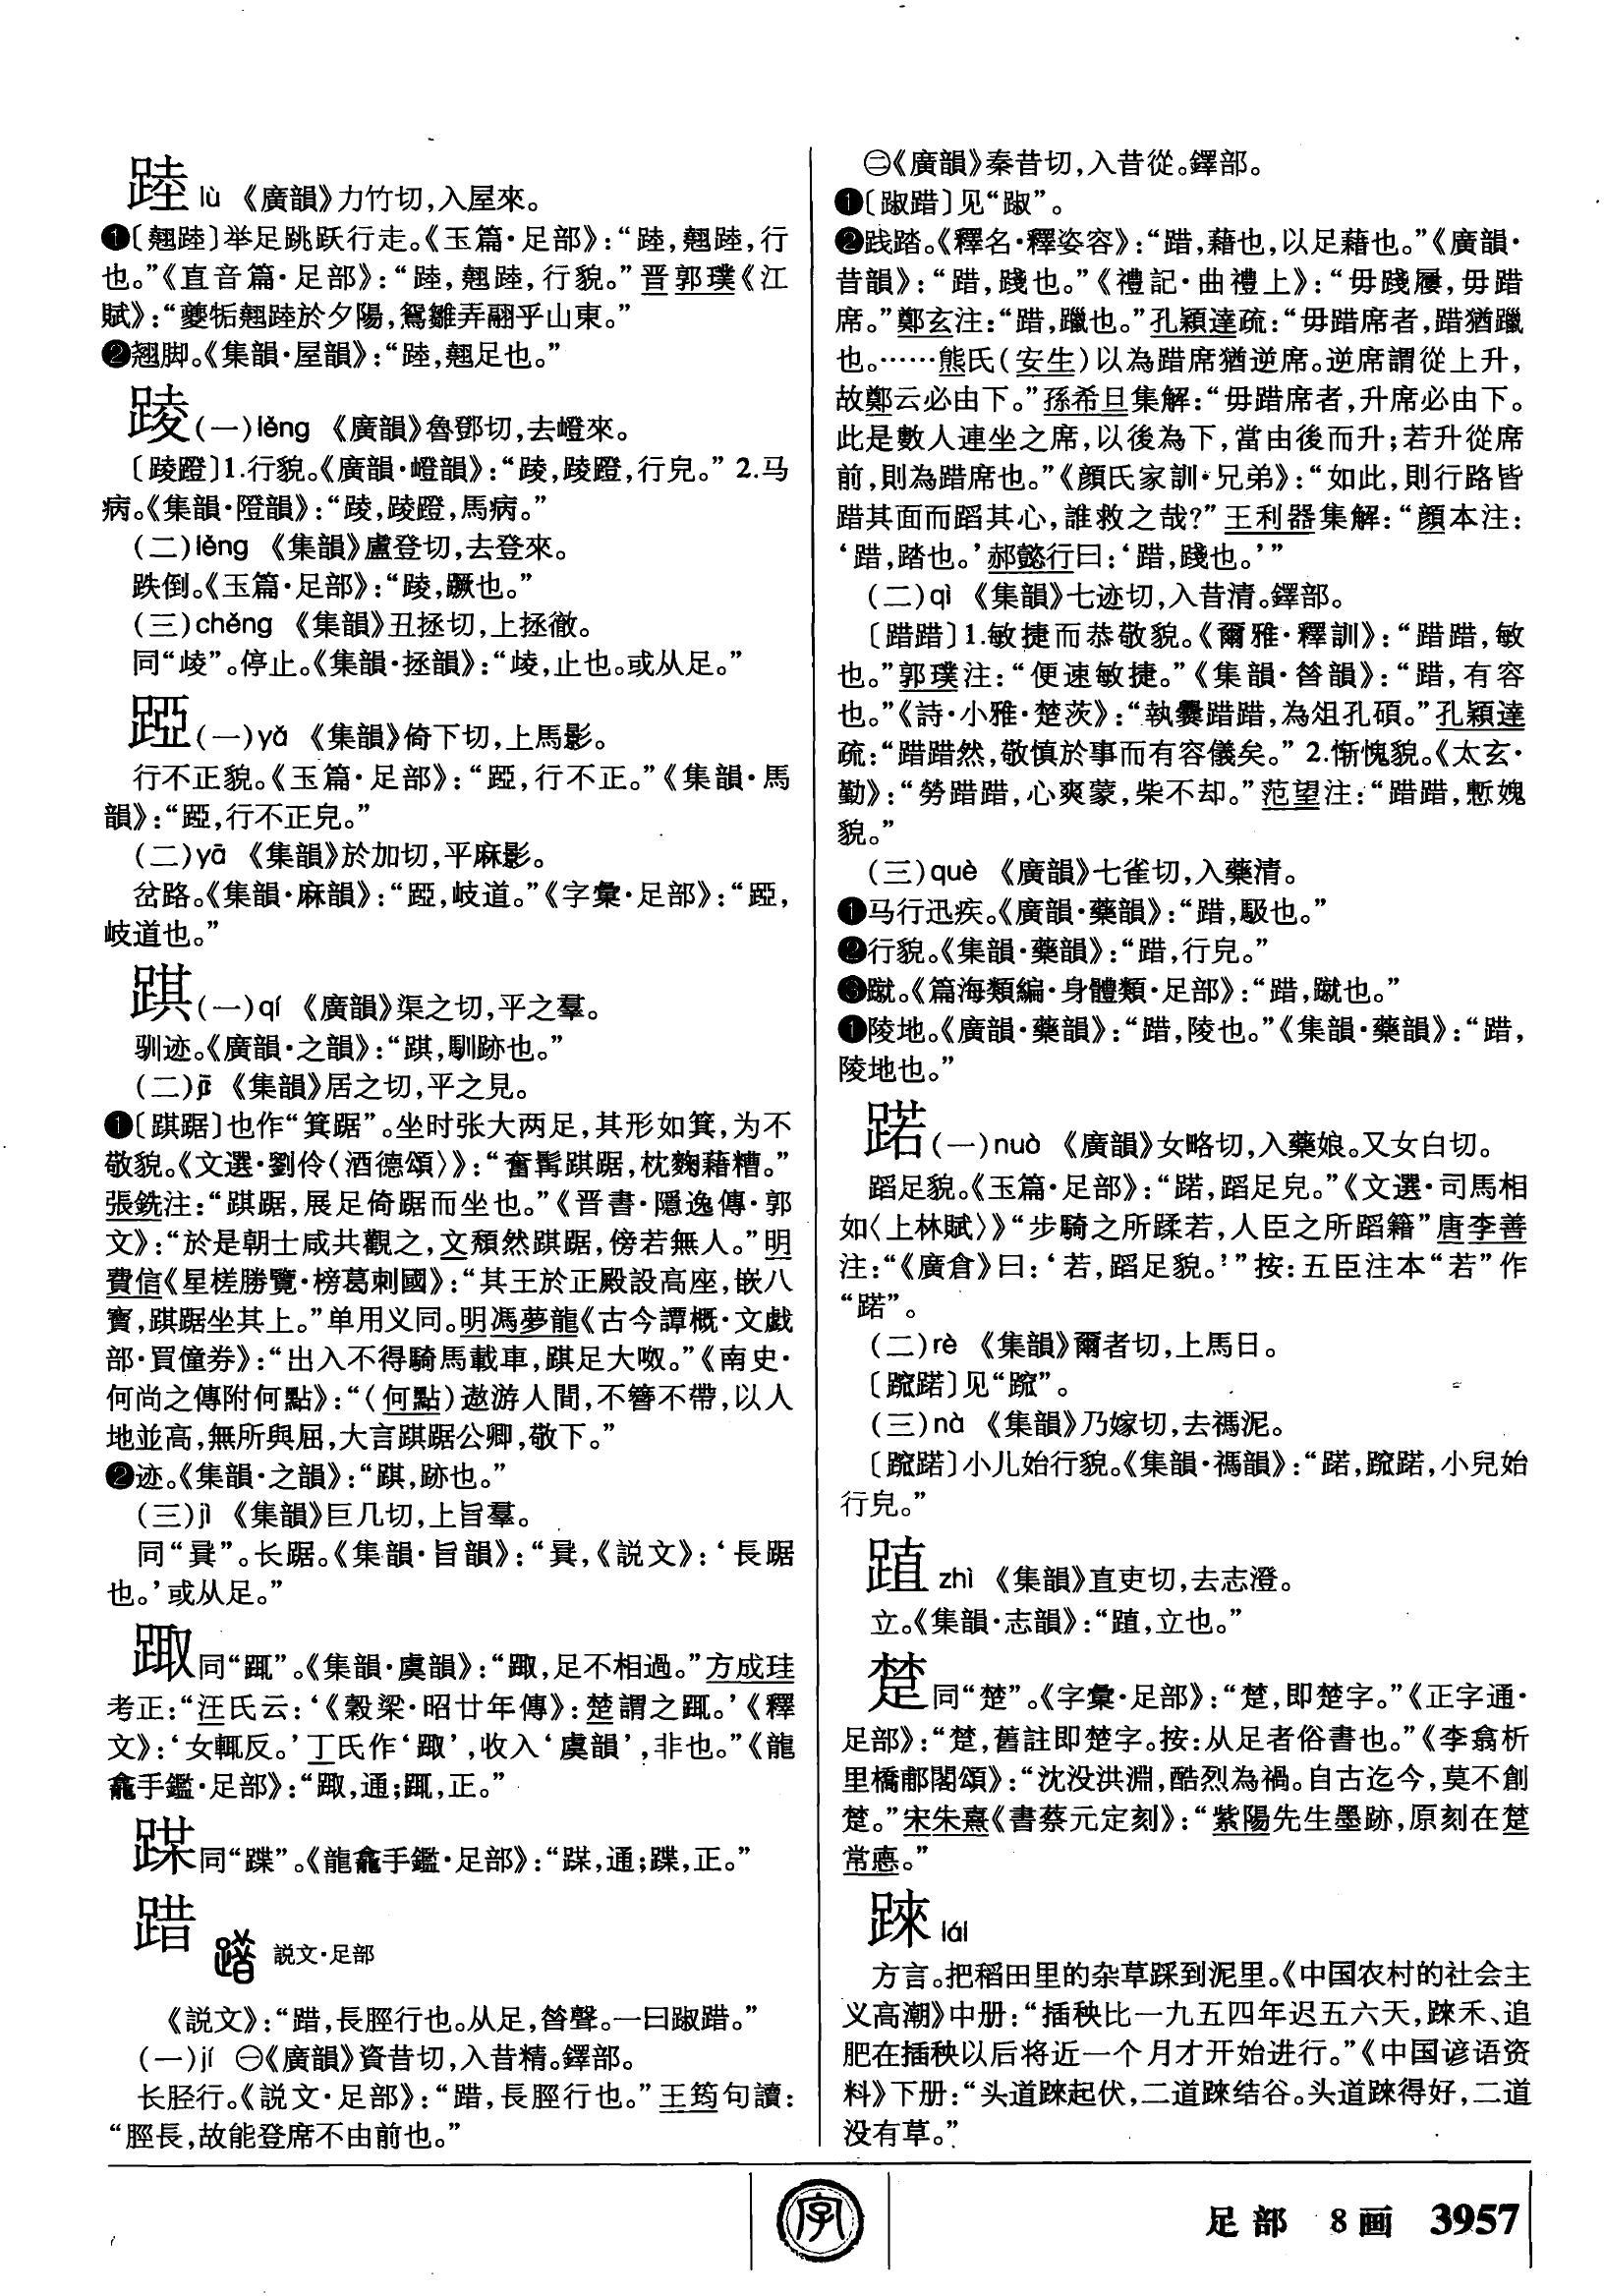 踛 lù 《廣韻》力竹切,入屋來。
❶〔翹踛〕举足跳跃行走。《玉篇·足部》:“踛,翹踛,行
也。”《直音篇·足部》:“踛,翹踛,行貌。”晋郭璞《江
賦》:“夔㸸翹踛於夕陽,鴛雛弄翮乎山東。”
❷翘脚。《集韻·屋韻》:“踛,翹足也。”
踜(一)lèng 《廣韻》魯鄧切,去嶝來。
〔踜蹬〕1.行貌。《廣韻·嶝韻》:“踜,踜蹬,行皃。” 2.马
病。《集韻·隥韻》:“踜,踜蹬,馬病。”
(二)lèng 《集韻》盧登切,去登來。
跌倒。《玉篇·足部》:“踜,蹶也。”
(三)chěng 《集韻》丑拯切,上拯徹。
同“庱”。停止。《集韻·拯韻》:“庱,止也。或从足。”
踁(一)yǎ 《集韻》倚下切,上馬影。
行不正貌。《玉篇·足部》:“踁,行不正。”《集韻·馬
韻》:“踁,行不正皃。”
(二)yā 《集韻》於加切,平麻影。
岔路。《集韻·麻韻》:“踁,岐道。”《字彙·足部》:“踁,
岐道也。”
踑(一)qí 《廣韻》渠之切,平之羣。
驯迹。《廣韻·之韻》:“踑,馴跡也。”
(二)jī 《集韻》居之切,平之見。
❶〔踑踞〕也作“箕踞”。坐时张大两足,其形如箕,为不
敬貌。《文選·劉伶〈酒德頌〉》:“奮髯踑踞,枕麴藉糟。”
張銑注:“踑踞,展足倚踞而坐也。”《晋書·隱逸傳·郭
文》:“於是朝士咸共觀之,文頹然踑踞,傍若無人。”明
費信《星槎勝覽·榜葛刺國》:“其王於正殿設高座,嵌八
寳,踑踞坐其上。”单用义同。明馮夢龍《古今譚概·文戲
部·買僮券》:“出入不得騎馬載車,踑足大呶。”《南史·
何尚之傳附何點》:“(何點)遨游人間,不簪不帶,以人
地並高,無所與屈,大言踑踞公卿,敬下。”
❷迹。《集韻·之韻》:“踑,跡也。”
(三)jì 《集韻》巨几切,上旨羣。
同“㠱”。长踞。《集韻·旨韻》:“㠱,《説文》:‘長踞
也。’或从足。”
踙同“踂”。《集韻·虞韻》:“踙,足不相過。”方成珪
考正:“汪氏云:‘《穀梁·昭廿年傳》:楚謂之踂。’《釋
文》:‘女輒反。’丁氏作‘踙’,收入‘虞韻’,非也。”《龍
龕手鑑·足部》:“踙,通;踂,正。”
踩同“蹀”。《龍龕手鑑·足部》:“踩,通;蹀,正。”
踖 説文·足部
《説文》:“踖,長脛行也。从足,昝聲。一曰踧踖。”
(一)jí ㊀《廣韻》資昔切,入昔精。鐸部。
长胫行。《説文·足部》:“踖,長脛行也。”王筠句讀:
“脛長,故能登席不由前也。”
㊁《廣韻》秦昔切,入昔從。鐸部。
❶〔踧踖〕见“踧”。
❷践踏。《釋名·釋姿容》:“踖,藉也,以足藉也。”《廣韻·
昔韻》:“踖,踐也。”《禮記·曲禮上》:“毋踐屨,毋踖
席。”鄭玄注:“踖,躐也。”孔穎達疏:“毋踖席者,踖猶躐
也。……熊氏(安生)以為踖席猶逆席。逆席謂從上升,
故鄭云必由下。”孫希旦集解:“毋踖席者,升席必由下。
此是數人連坐之席,以後為下,當由後而升;若升從席
前,則為踖席也。”《顏氏家訓·兄弟》:“如此,則行路皆
踖其面而蹈其心,誰救之哉?”王利器集解:“顏本注:
‘踖,踏也。’郝懿行曰:‘踖,踐也。’”
(二)qì 《集韻》七迹切,入昔清。鐸部。
〔踖踖〕1.敏捷而恭敬貌。《爾雅·釋訓》:“踖踖,敏
也。”郭璞注:“便速敏捷。”《集韻·昝韻》:“踖,有容
也。”《詩·小雅·楚茨》:“執爨踖踖,為俎孔碩。”孔穎達
疏:“踖踖然,敬慎於事而有容儀矣。” 2.惭愧貌。《太玄·
勤》:“勞踖踖,心爽蒙,柴不却。”范望注:“踖踖,慙媿
貌。”
(三)què 《廣韻》七雀切,入藥清。
❶马行迅疾。《廣韻·藥韻》:“踖,馺也。”
❷行貌。《集韻·藥韻》:“踖,行皃。”
❸蹴。《篇海類編·身體類·足部》:“踖,蹴也。”
❶陵地。《廣韻·藥韻》:“踖,陵也。”《集韻·藥韻》:“踖,
陵地也。”
蹃(一)nuò 《廣韻》女略切,入藥娘。又女白切。
蹈足貌。《玉篇·足部》:“蹃,蹈足皃。”《文選·司馬相
如〈上林賦〉》“步騎之所蹂若,人臣之所蹈籍”唐李善
注:“《廣倉》曰:‘若,蹈足貌。’”按:五臣注本“若”作
“蹃”。
(二)rè 《集韻》爾者切,上馬日。
〔䠡蹃〕见“䠡”。
(三)nà 《集韻》乃嫁切,去禡泥。
〔䠡蹃〕小儿始行貌。《集韻·禡韻》:“蹃,䠡蹃,小兒始
行皃。”
踮 zhì 《集韻》直吏切,去志澄。
立。《集韻·志韻》:“䟈,立也。”
椘同“楚”。《字彙·足部》:“椘,即楚字。”《正字通·
足部》:“椘,舊註即楚字。按:从足者俗書也。”《李翕析
里橋郙閣頌》:“沈没洪淵,酷烈為禍。自古迄今,莫不創
椘。”宋朱熹《書蔡元定刻》:“紫陽先生墨跡,原刻在椘
常悳。”
䠭 lái
方言。把稻田里的杂草踩到泥里。《中国农村的社会主
义高潮》中册:“插秧比一九五四年迟五六天,䠭禾、追
肥在插秧以后将近一个月才开始进行。”《中国谚语资
料》下册:“头道䠭起伏,二道䠭结谷。头道䠭得好,二道
没有草。”
字
足部 8画 3957